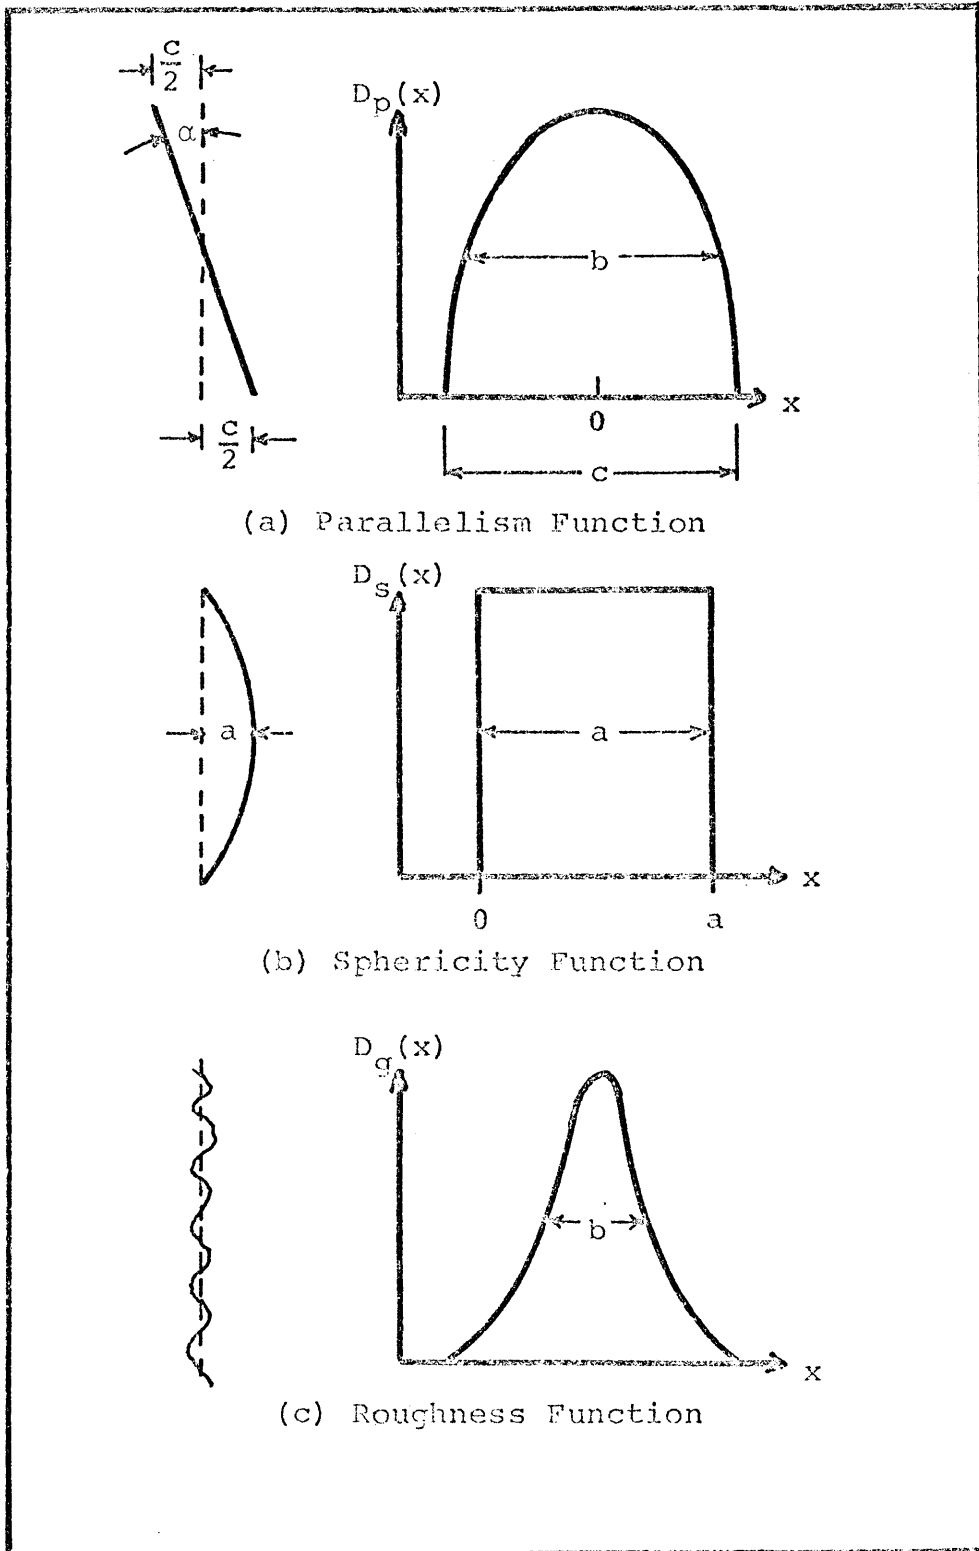 c
2
α
c
2
Dp(x)
b
x
0
c
(a) Parallelism Function
Ds(x)
a
a
x
0
a
(b) Sphericity Function
Dg(x)
b
x
(c) Roughness Function